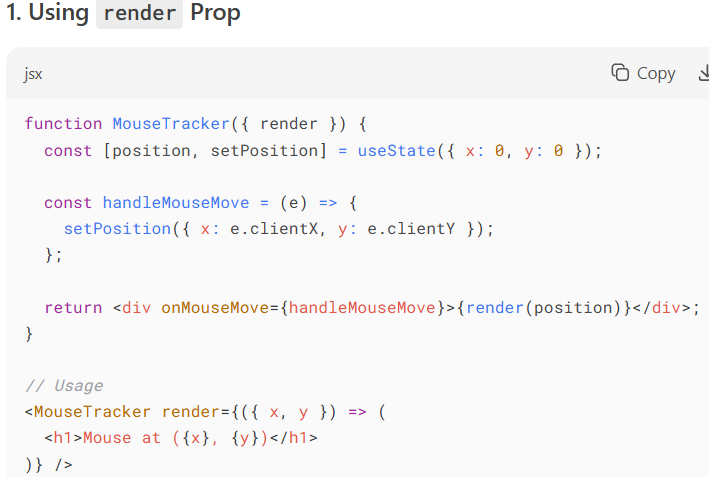 1. Using render Prop
jsx
Copy
function MouseTracker({ render }) {
  const [position, setPosition] = useState({ x: 0, y: 0 });
  const handleMouseMove = (e) => {
    setPosition({ x: e.clientX, y: e.clientY });
  };
  return <div onMouseMove={handleMouseMove}>{render(position)}</div>;
}
// Usage
<MouseTracker render={({ x, y }) => (
  <h1>Mouse at ({x}, {y})</h1>
)} />